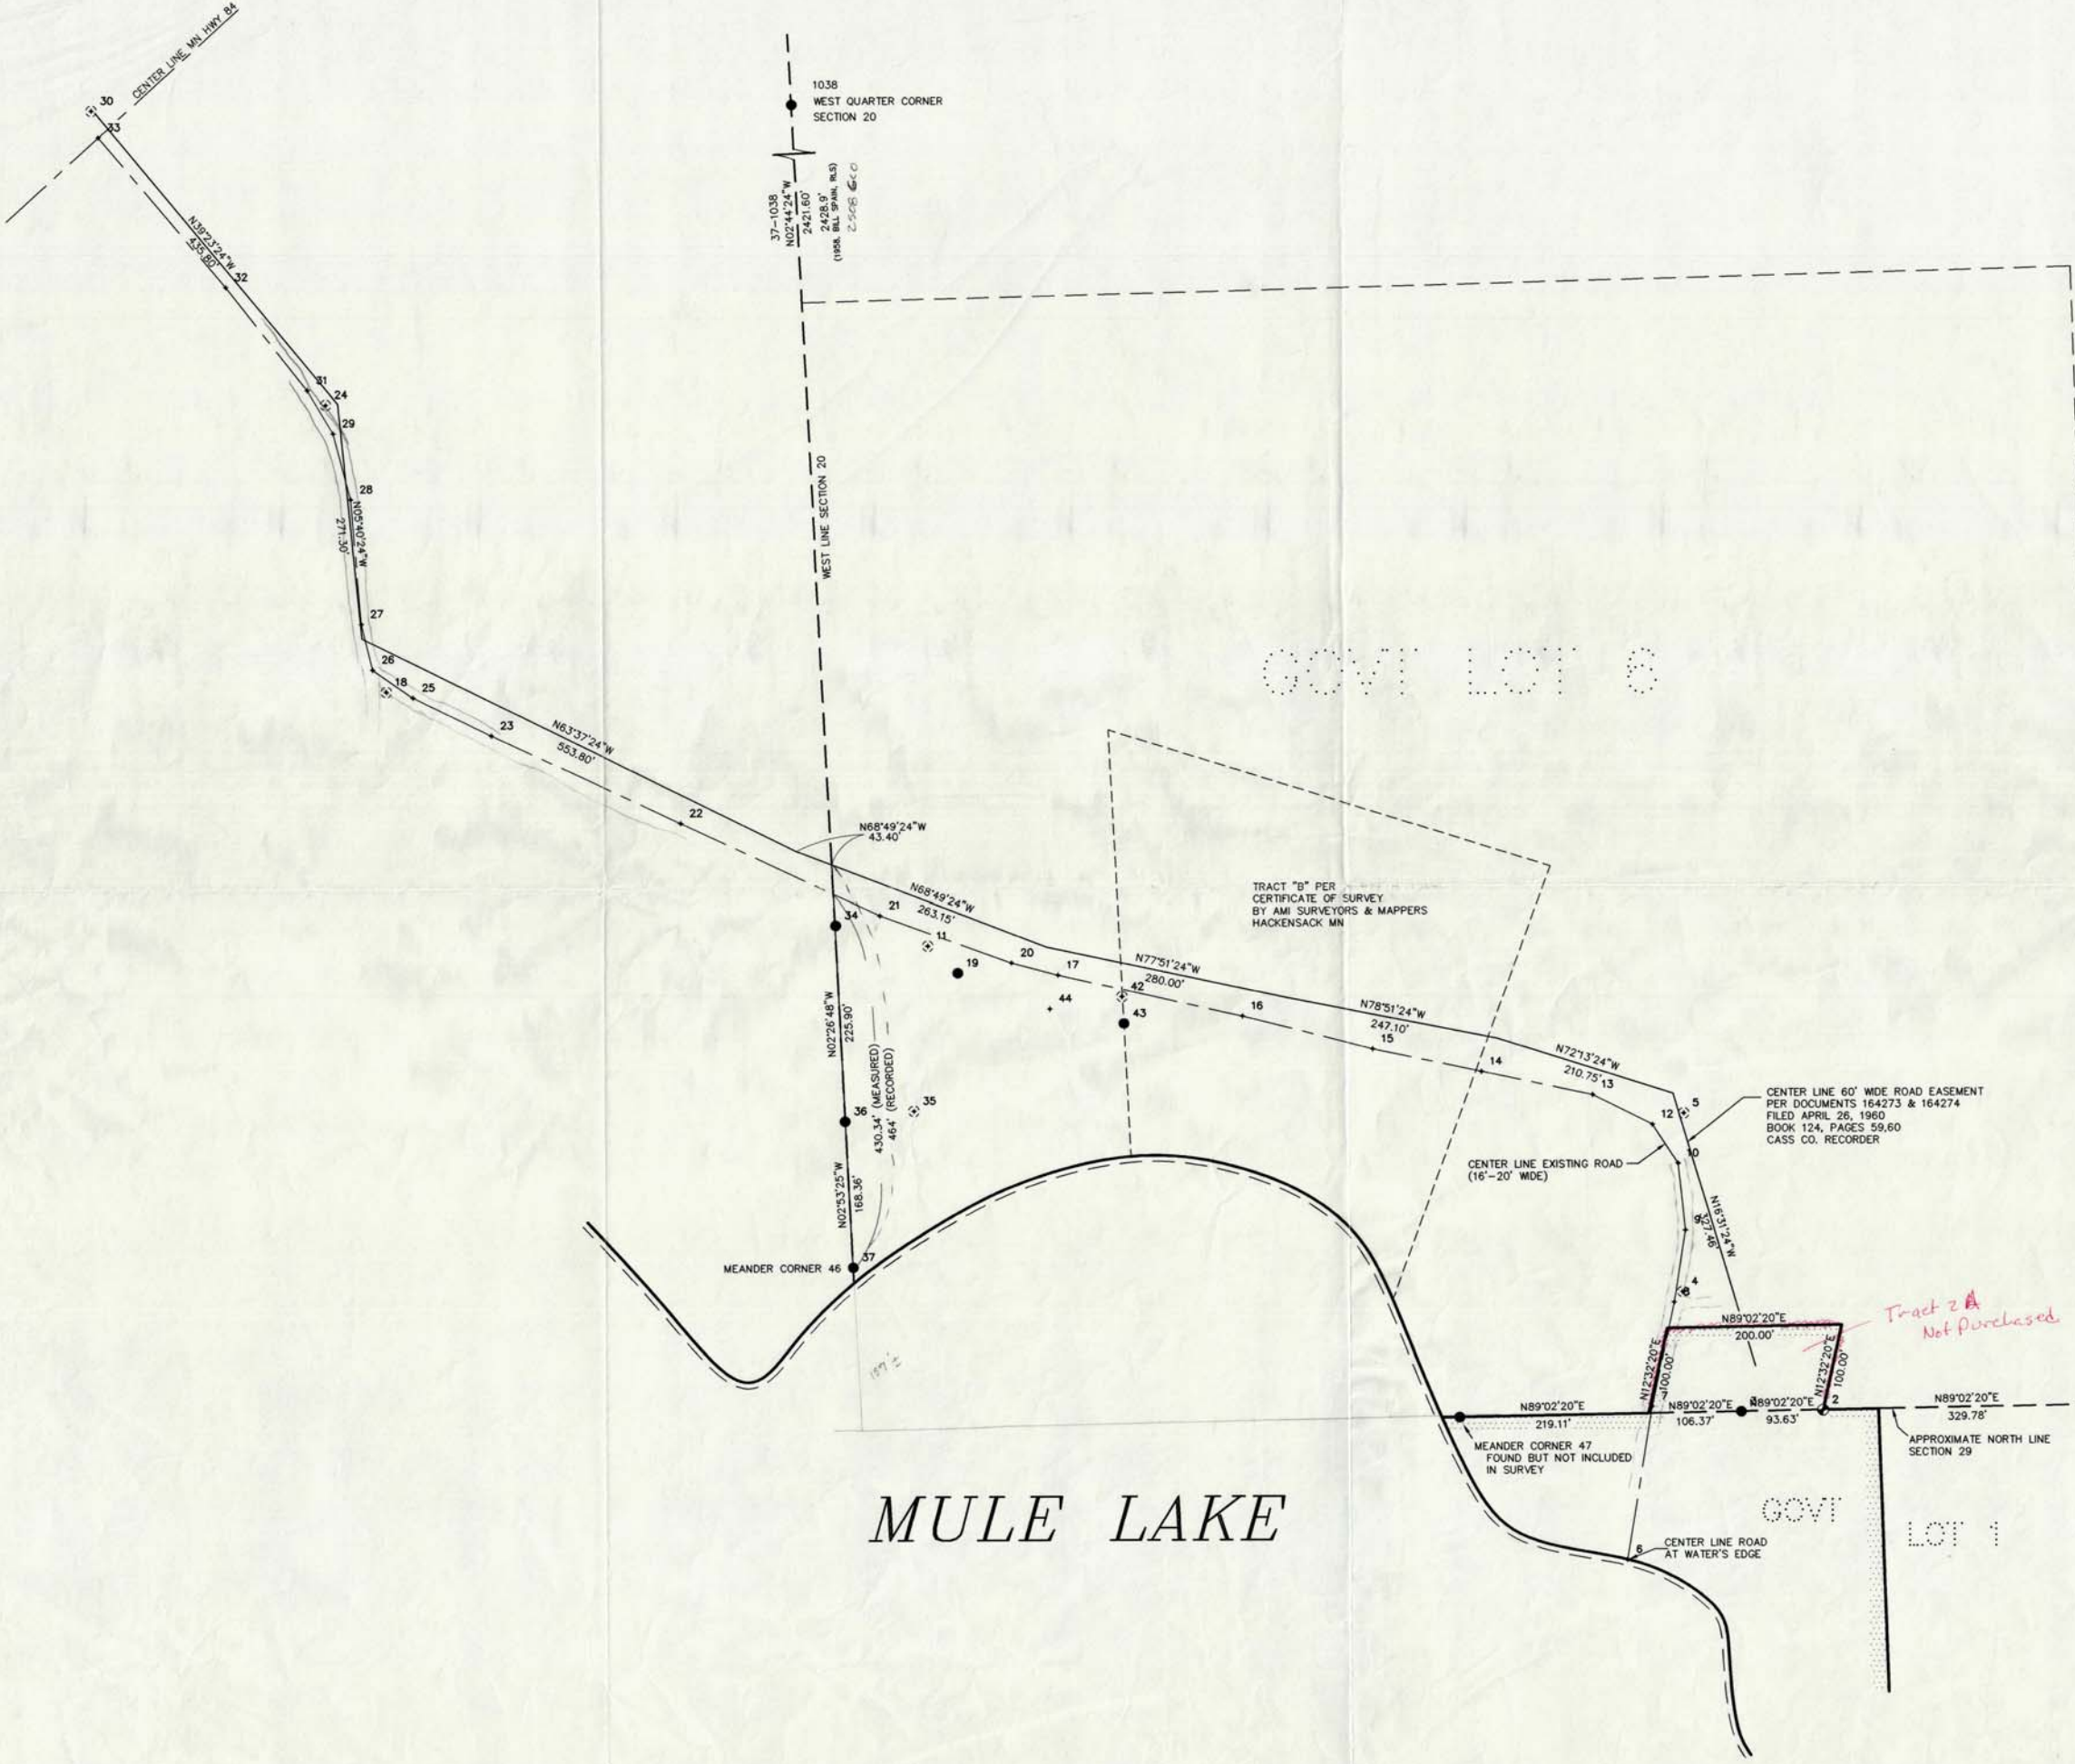 CENTER LINE MN HWY 84
30
33
1038
WEST QUARTER CORNER
SECTION 20
37-1038
N02°44'24"W
2421.60'
2428.9'
(1958, BILL SPAIN, RLS)
N39°23'24"W
435.80'
32
31
24
29
28
N05°40'24"W
271.30'
27
26
18
25
23
N63°37'24"W
553.80'
22
WEST LINE SECTION 20
GOVT LOT 6
N68°49'24"W
43.40'
N68°49'24"W
263.15'
34
21
11
19
20
17
44
TRACT "B" PER
CERTIFICATE OF SURVEY
BY AMI SURVEYORS & MAPPERS
HACKENSACK MN
N77°51'24"W
280.00'
42
43
16
N78°51'24"W
247.10'
15
14
N72°13'24"W
210.75'
13
12
5
10
CENTER LINE 60' WIDE ROAD EASEMENT
PER DOCUMENTS 164273 & 164274
FILED APRIL 26, 1960
BOOK 124, PAGES 59,60
CASS CO. RECORDER
CENTER LINE EXISTING ROAD
(16'-20' WIDE)
N16°31'24"W
327.46'
9
4
8
N02°26'48"W
225.90'
430.34' (MEASURED)
464' (RECORDED)
36
35
N02°53'25"W
168.36'
37
MEANDER CORNER 46
197'±
N89°02'20"E
200.00'
Tract 2A
Not Purchased
N12°32'20"E
100.00'
N12°32'20"E
100.00'
7
2
N89°02'20"E
219.11'
N89°02'20"E
106.37'
N89°02'20"E
93.63'
N89°02'20"E
329.78'
MEANDER CORNER 47
FOUND BUT NOT INCLUDED
IN SURVEY
APPROXIMATE NORTH LINE
SECTION 29
MULE LAKE
GOVT
LOT 1
6
CENTER LINE ROAD
AT WATER'S EDGE